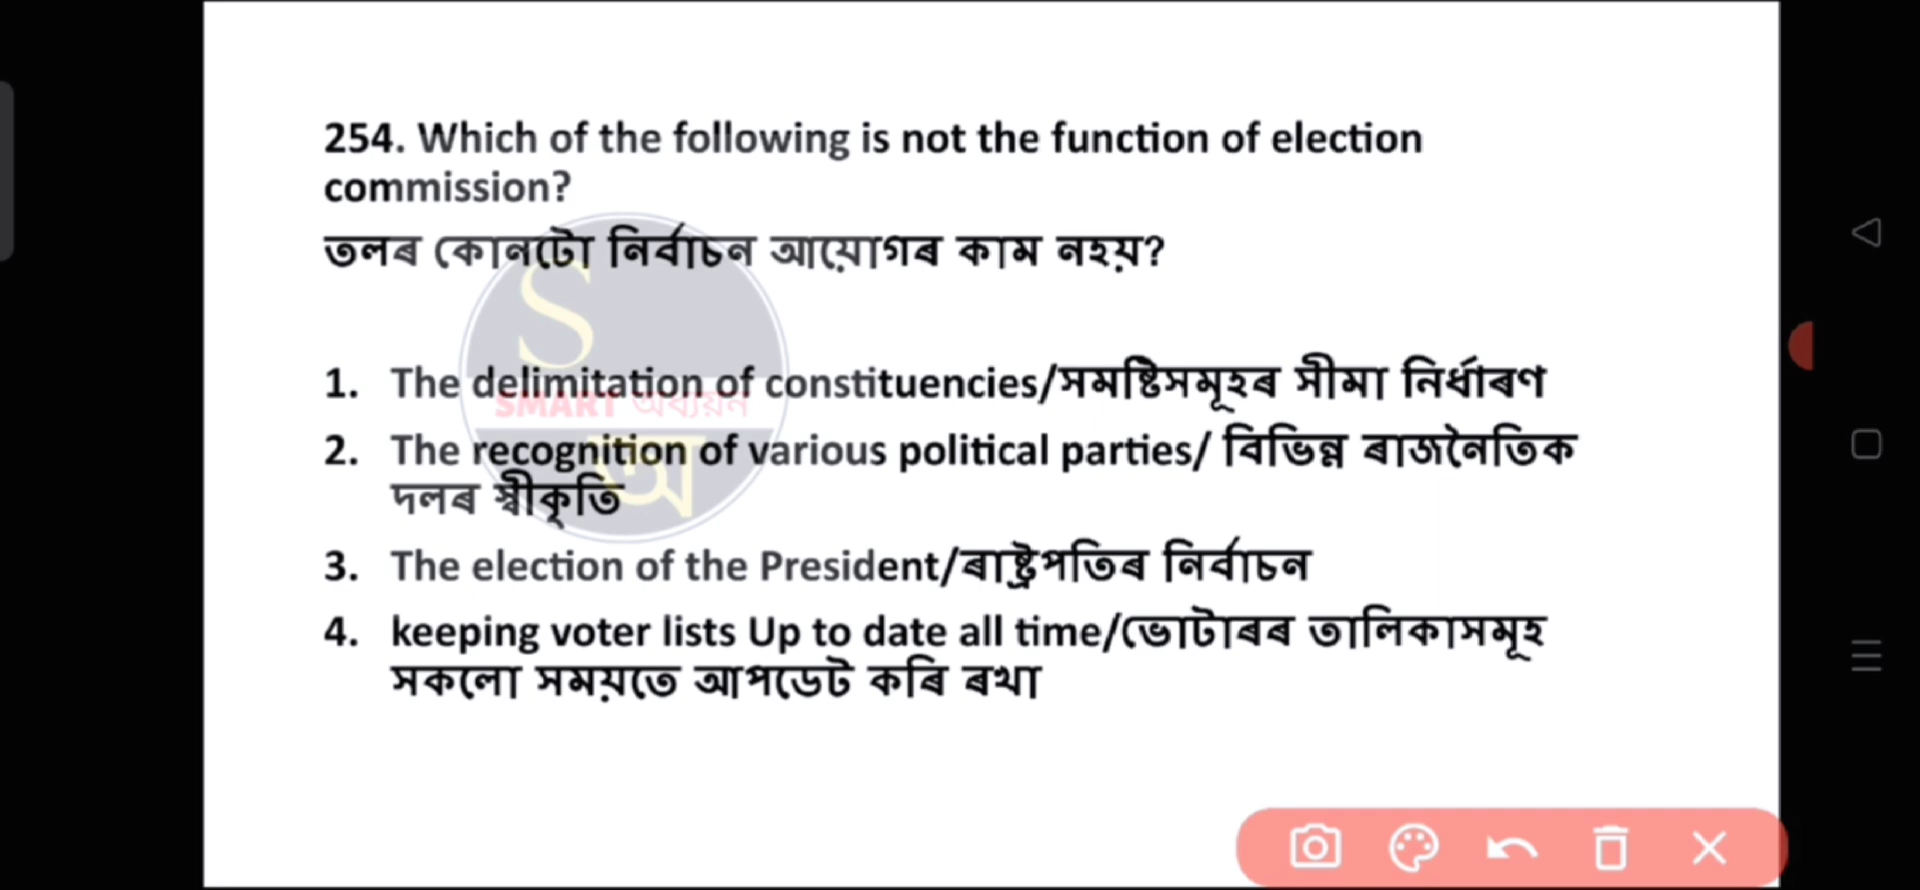 254. Which of the following is not the function of election
commission?
তলৰ কোনটো নিৰ্বাচন আয়োগৰ কাম নহয়?
S
1. The delimitation of constituencies/সমষ্টিসমূহৰ সীমা নিৰ্ধাৰণ
SMART অধ্যয়ন
2. The recognition of various political parties/ বিভিন্ন ৰাজনৈতিক
দলৰ স্বীকৃতি
অ
3. The election of the President/ৰাষ্ট্ৰপতিৰ নিৰ্বাচন
4. keeping voter lists Up to date all time/ভোটাৰৰ তালিকাসমূহ
সকলো সময়তে আপডেট কৰি ৰখা